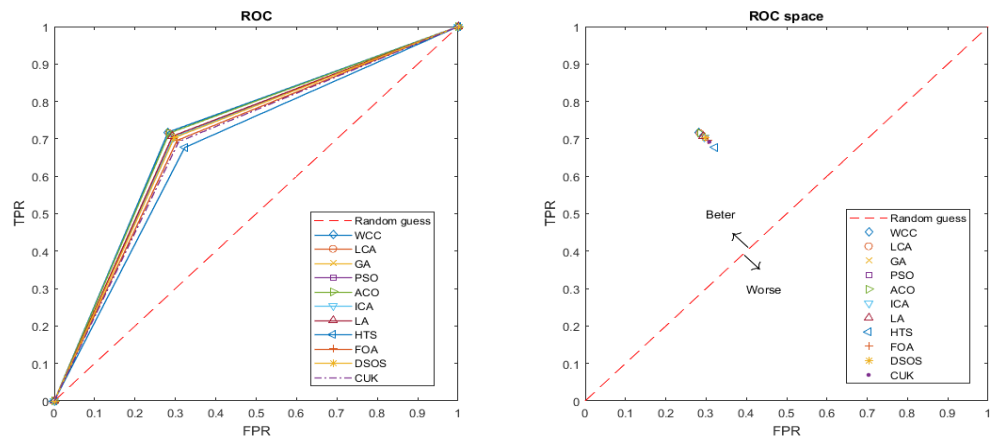 ROC
TPR
1
0.9
0.8
0.7
0.6
0.5
0.4
0.3
0.2
0.1
0
Random guess
WCC
LCA
GA
PSO
ACO
ICA
LA
HTS
FOA
DSOS
CUK
0 0.1 0.2 0.3 0.4 0.5 0.6 0.7 0.8 0.9 1
FPR
ROC space
TPR
1
0.9
0.8
0.7
0.6
0.5
0.4
0.3
0.2
0.1
0
Beter
Worse
Random guess
WCC
LCA
GA
PSO
ACO
ICA
LA
HTS
FOA
DSOS
CUK
0 0.1 0.2 0.3 0.4 0.5 0.6 0.7 0.8 0.9 1
FPR